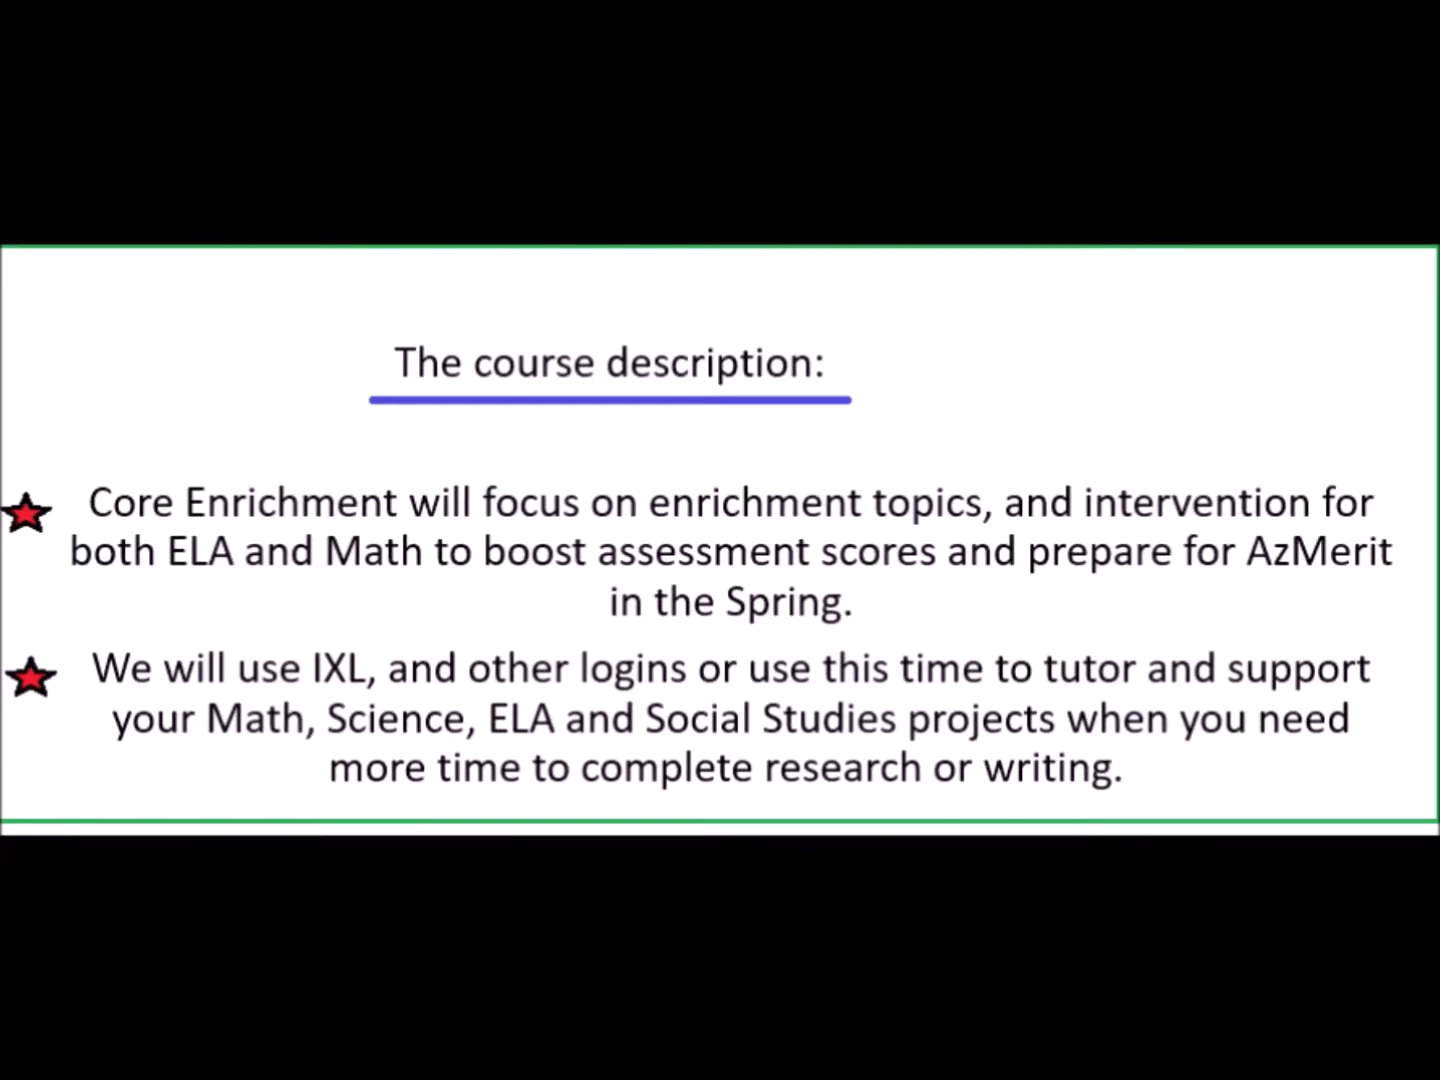 The course description:
Core Enrichment will focus on enrichment topics, and intervention for
both ELA and Math to boost assessment scores and prepare for AzMerit
in the Spring.
We will use IXL, and other logins or use this time to tutor and support
your Math, Science, ELA and Social Studies projects when you need
more time to complete research or writing.